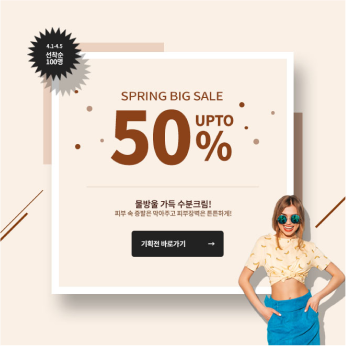 4.1-4.5
선착순
100명
SPRING BIG SALE
50%
UPTO
물방울 가득 수분크림!
피부 속 증발은 막아주고 피부장벽은 튼튼하게!
기획전 바로가기 →